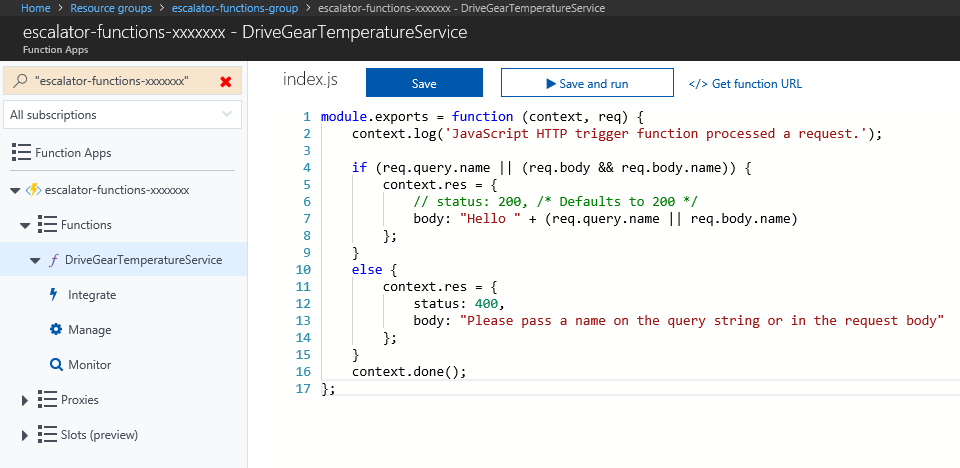 Home > Resource groups > escalator-functions-group > escalator-functions-xxxxxxx - DriveGearTemperatureService
escalator-functions-xxxxxxx - DriveGearTemperatureService
Function Apps
"escalator-functions-xxxxxxx"
All subscriptions
Function Apps
escalator-functions-xxxxxxx
Functions
f DriveGearTemperatureService
Integrate
Manage
Monitor
Proxies
Slots (preview)
index.js Save Save and run </> Get function URL
1 module.exports = function (context, req) {
2     context.log('JavaScript HTTP trigger function processed a request.');
3
4     if (req.query.name || (req.body && req.body.name)) {
5         context.res = {
6             // status: 200, /* Defaults to 200 */
7             body: "Hello " + (req.query.name || req.body.name)
8         };
9     }
10     else {
11         context.res = {
12             status: 400,
13             body: "Please pass a name on the query string or in the request body"
14         };
15     }
16     context.done();
17 };